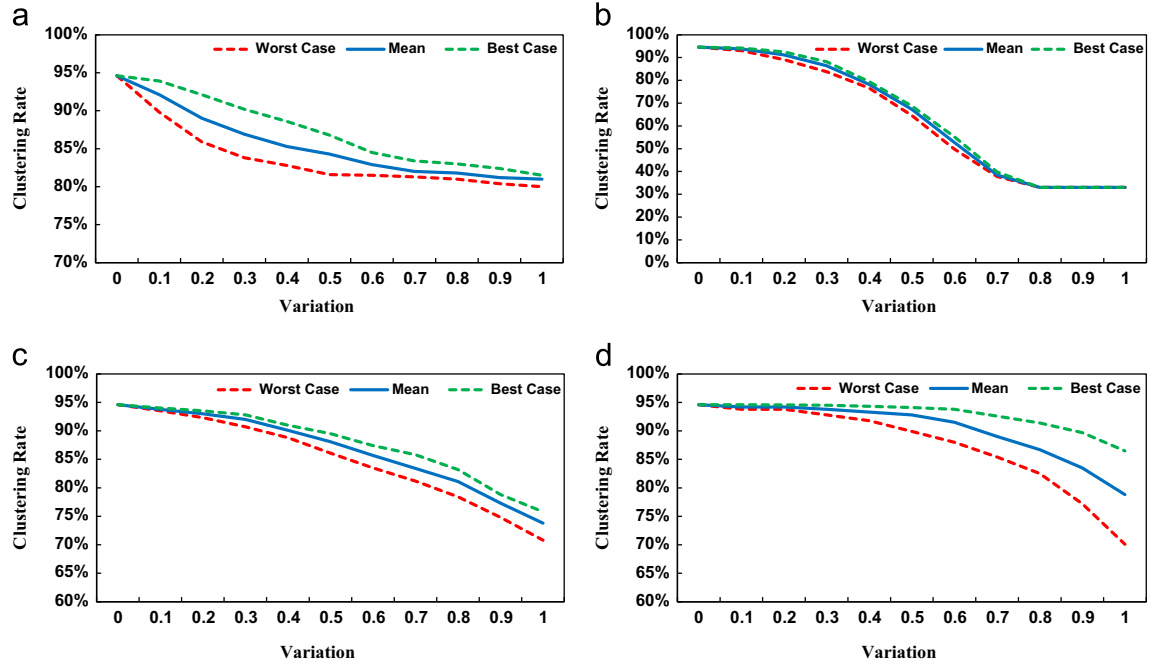 a
100%
95%
90%
85%
80%
75%
70%
Clustering Rate
Worst Case Mean Best Case
0 0.1 0.2 0.3 0.4 0.5 0.6 0.7 0.8 0.9 1
Variation
b
100%
90%
80%
70%
60%
50%
40%
30%
20%
10%
0%
Clustering Rate
Worst Case Mean Best Case
0 0.1 0.2 0.3 0.4 0.5 0.6 0.7 0.8 0.9 1
Variation
c
100%
95%
90%
85%
80%
75%
70%
65%
60%
Clustering Rate
Worst Case Mean Best Case
0 0.1 0.2 0.3 0.4 0.5 0.6 0.7 0.8 0.9 1
Variation
d
100%
95%
90%
85%
80%
75%
70%
65%
60%
Clustering Rate
Worst Case Mean Best Case
0 0.1 0.2 0.3 0.4 0.5 0.6 0.7 0.8 0.9 1
Variation